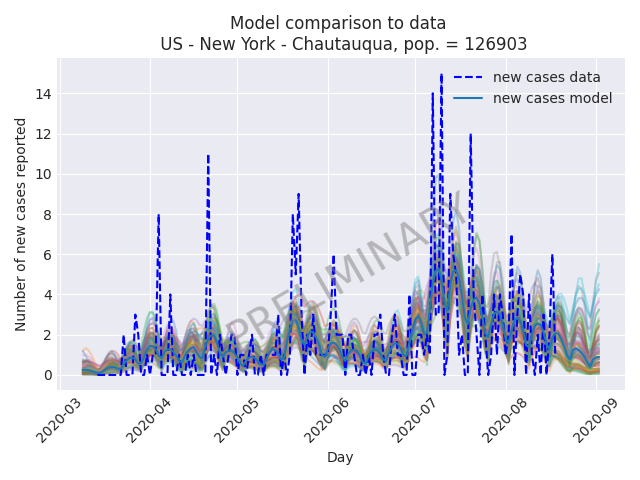 Model comparison to data
US - New York - Chautauqua, pop. = 126903
new cases data
new cases model
PRELIMINARY
Number of new cases reported
14
12
10
8
6
4
2
0
2020-03
2020-04
2020-05
2020-06
2020-07
2020-08
2020-09
Day